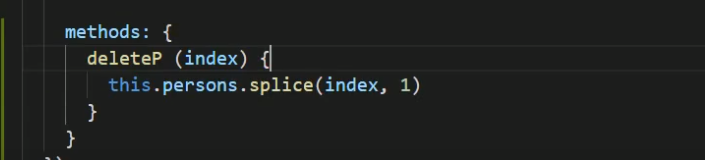 methods: {
deleteP (index) {
this.persons.splice(index, 1)
}
}
})